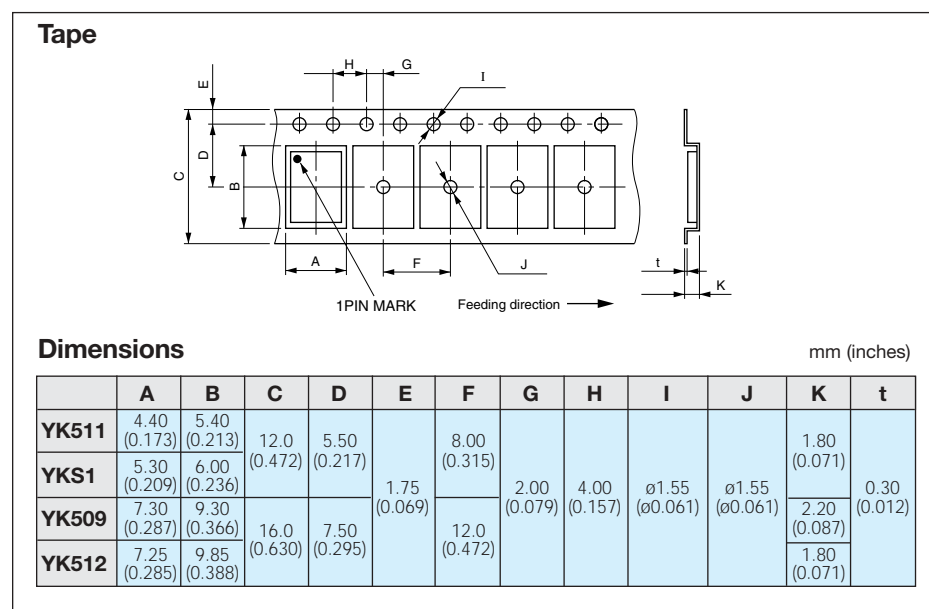 Tape
H G
I
E
D
C
B
A
F
J
t
K
1PIN MARK
Feeding direction
Dimensions
mm (inches)
A B C D E F G H I J K t
YK511
4.40 (0.173)
5.40 (0.213)
12.0 (0.472)
5.50 (0.217)
1.75 (0.069)
8.00 (0.315)
2.00 (0.079)
4.00 (0.157)
ø1.55 (ø0.061)
ø1.55 (ø0.061)
1.80 (0.071)
0.30 (0.012)
YKS1
5.30 (0.209)
6.00 (0.236)
YK509
7.30 (0.287)
9.30 (0.366)
16.0 (0.630)
7.50 (0.295)
12.0 (0.472)
2.20 (0.087)
YK512
7.25 (0.285)
9.85 (0.388)
1.80 (0.071)